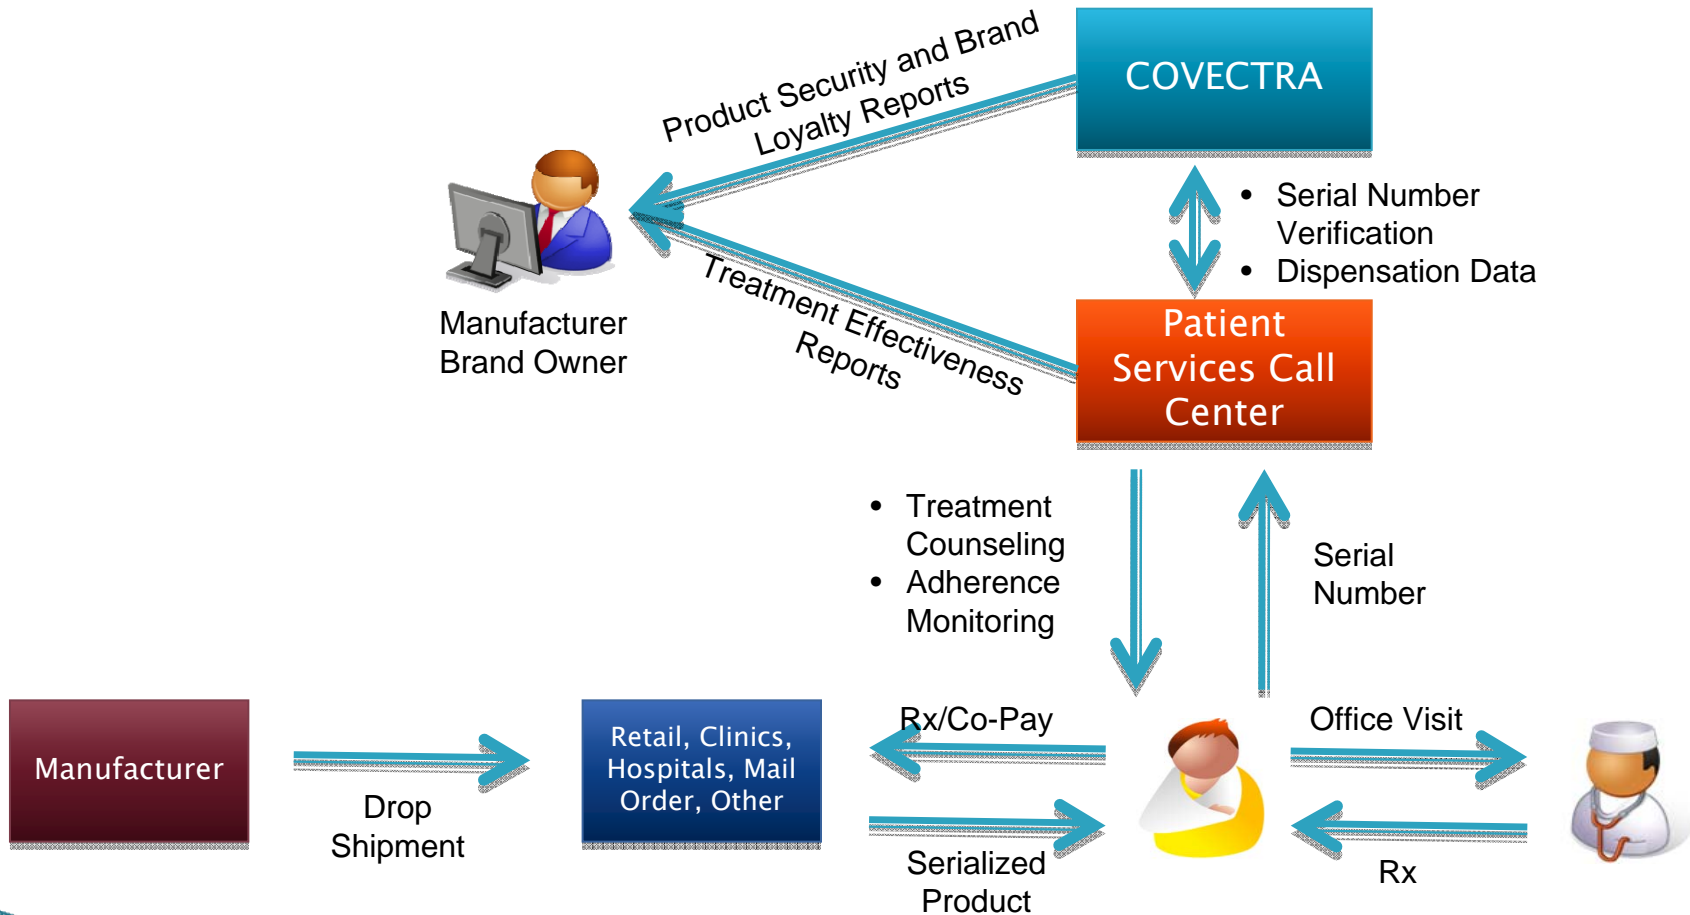 Product Security and Brand
Loyalty Reports
COVECTRA
• Serial Number
Verification
• Dispensation Data
Manufacturer
Brand Owner
Treatment Effectiveness
Reports
Patient
Services Call
Center
• Treatment
Counseling
• Adherence
Monitoring
Serial
Number
Manufacturer
Drop
Shipment
Retail, Clinics,
Hospitals, Mail
Order, Other
Rx/Co-Pay
Serialized
Product
Office Visit
Rx